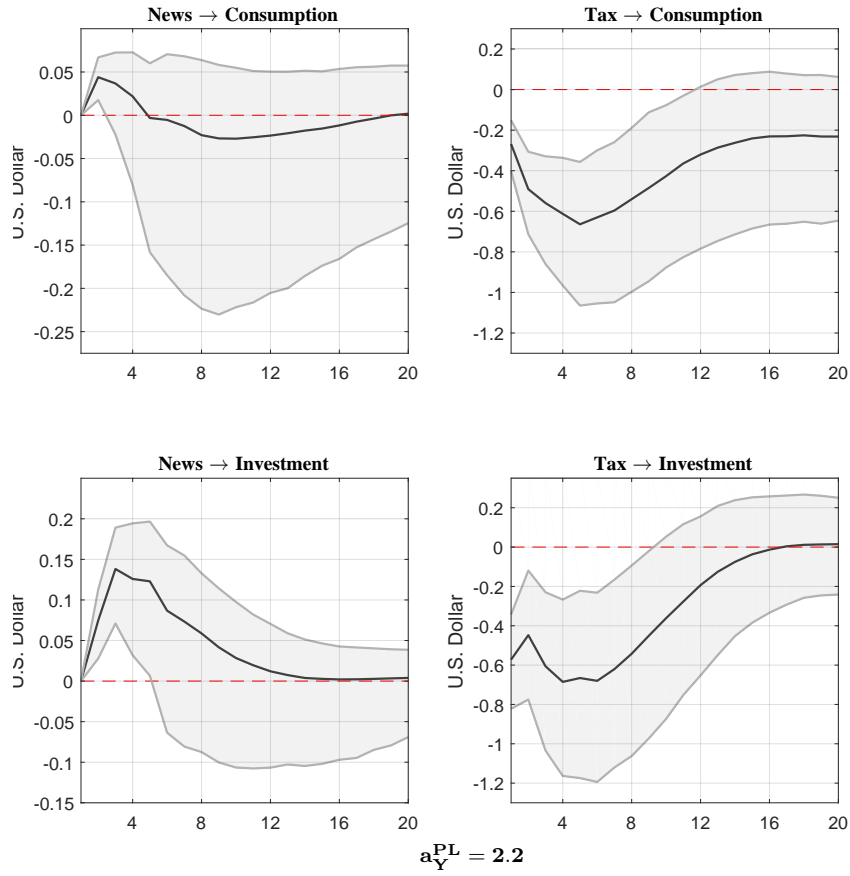 News → Consumption
Tax → Consumption
U.S. Dollar
0.05
0
-0.05
-0.1
-0.15
-0.2
-0.25
4 8 12 16 20
U.S. Dollar
0.2
0
-0.2
-0.4
-0.6
-0.8
-1
-1.2
4 8 12 16 20
News → Investment
Tax → Investment
U.S. Dollar
0.2
0.15
0.1
0.05
0
-0.05
-0.1
-0.15
4 8 12 16 20
U.S. Dollar
0.2
0
-0.2
-0.4
-0.6
-0.8
-1
-1.2
4 8 12 16 20
a_Y^PL = 2.2